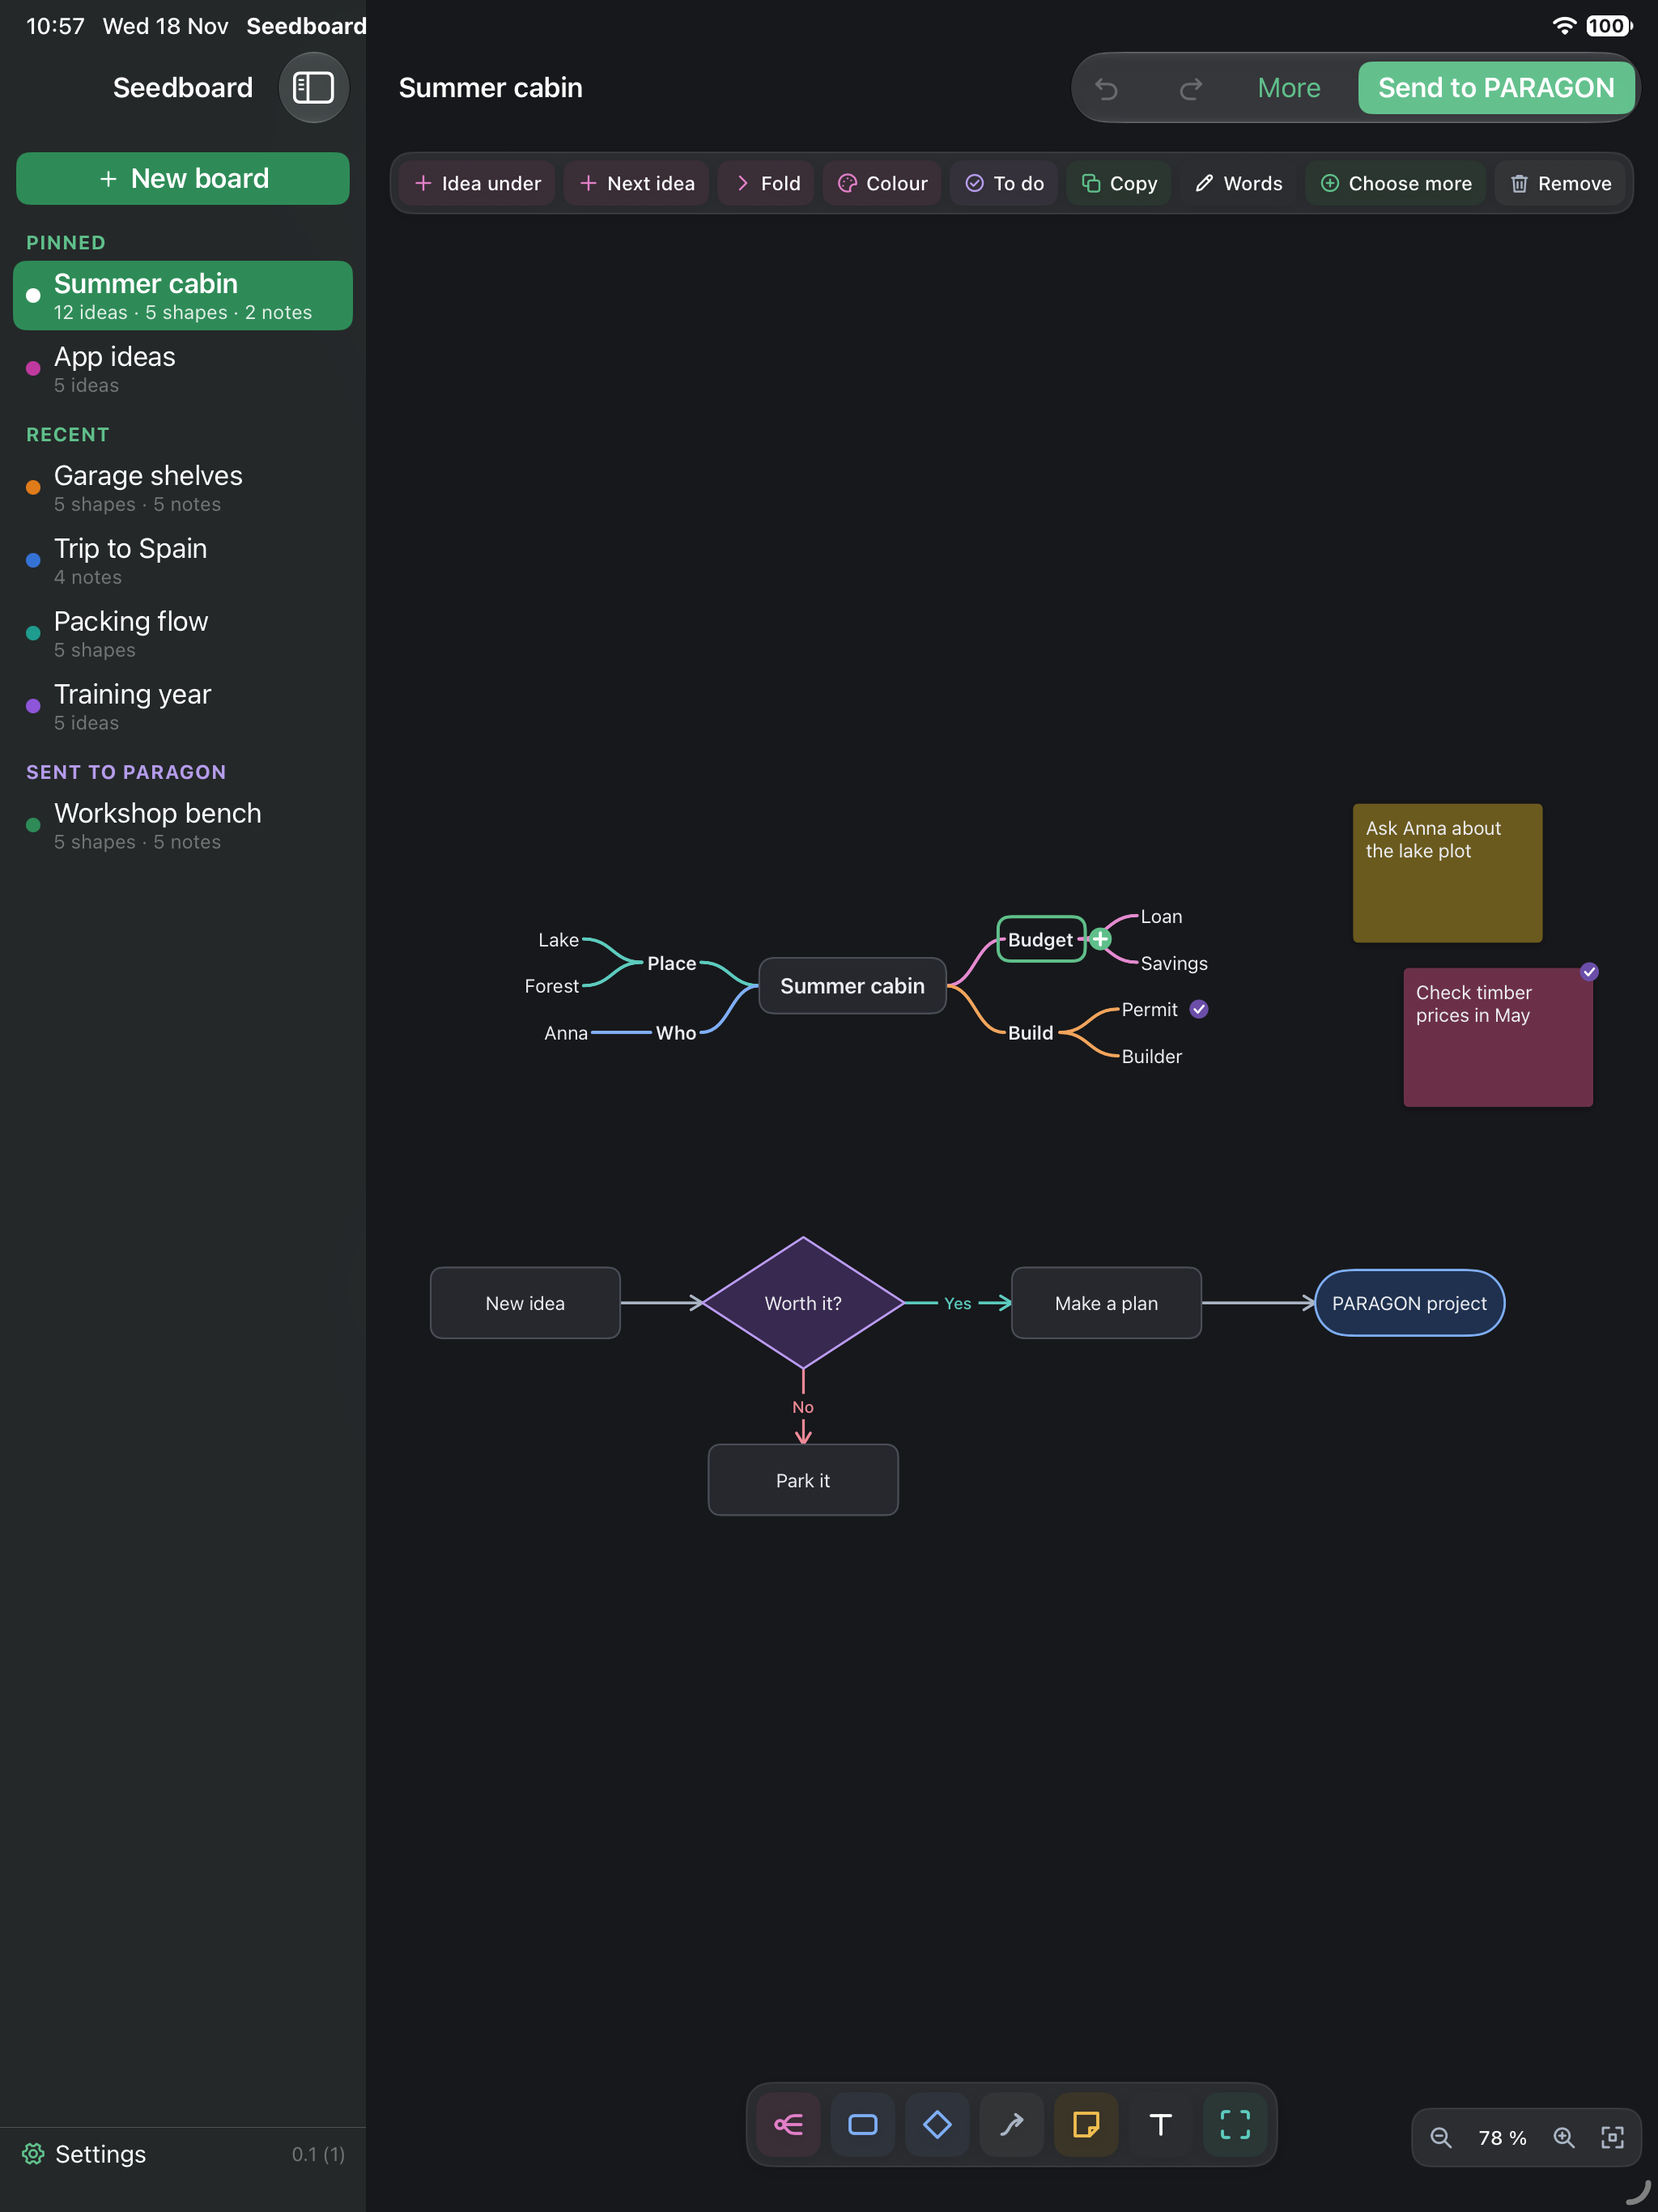 10:57 Wed 18 Nov Seedboard
100
Seedboard
Summer cabin
More
Send to PARAGON
New board
Idea under
Next idea
Fold
Colour
To do
Copy
Words
Choose more
Remove
PINNED
Summer cabin
12 ideas · 5 shapes · 2 notes
App ideas
5 ideas
RECENT
Garage shelves
5 shapes · 5 notes
Trip to Spain
4 notes
Packing flow
5 shapes
Training year
5 ideas
SENT TO PARAGON
Workshop bench
5 shapes · 5 notes
Ask Anna about
the lake plot
Check timber
prices in May
Lake
Forest
Place
Anna
Who
Summer cabin
Budget
Loan
Savings
Build
Permit
Builder
New idea
Worth it?
Yes
Make a plan
PARAGON project
No
Park it
Settings
0.1 (1)
T
78 %